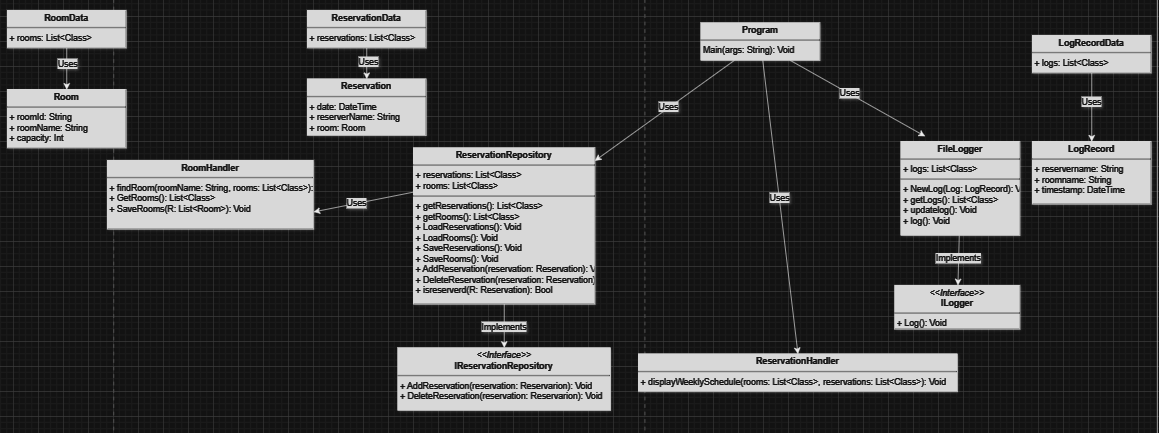 RoomData
+ rooms: List<Class>
Uses
Room
+ roomId: String
+ roomName: String
+ capacity: Int
ReservationData
+ reservations: List<Class>
Uses
Reservation
+ date: DateTime
+ reserverName: String
+ room: Room
Program
Main(args: String): Void
Uses
Uses
Uses
LogRecordData
+ logs: List<Class>
Uses
LogRecord
+ reservername: String
+ roomname: String
+ timestamp: DateTime
RoomHandler
+ findRoom(roomName: String, rooms: List<Class>):
+ GetRooms(): List<Class>
+ SaveRooms(R: List<Room>): Void
Uses
ReservationRepository
+ reservations: List<Class>
+ rooms: List<Class>
+ getReservations(): List<Class>
+ getRooms(): List<Class>
+ LoadReservations(): Void
+ LoadRooms(): Void
+ SaveReservations(): Void
+ SaveRooms(): Void
+ AddReservation(reservation: Reservation): V
+ DeleteReservation(reservation: Reservation)
+ isreserverd(R: Reservation): Bool
Implements
<<Interface>>
IReservationRepository
+ AddReservation(reservation: Reservarion): Void
+ DeleteReservation(reservation: Reservarion): Void
FileLogger
+ logs: List<Class>
+ NewLog(Log: LogRecord): V
+ getLogs(): List<Class>
+ updatelog(): Void
+ log(): Void
Implements
<<Interface>>
ILogger
+ Log(): Void
ReservationHandler
+ displayWeeklySchedule(rooms: List<Class>, reservations: List<Class>): Void